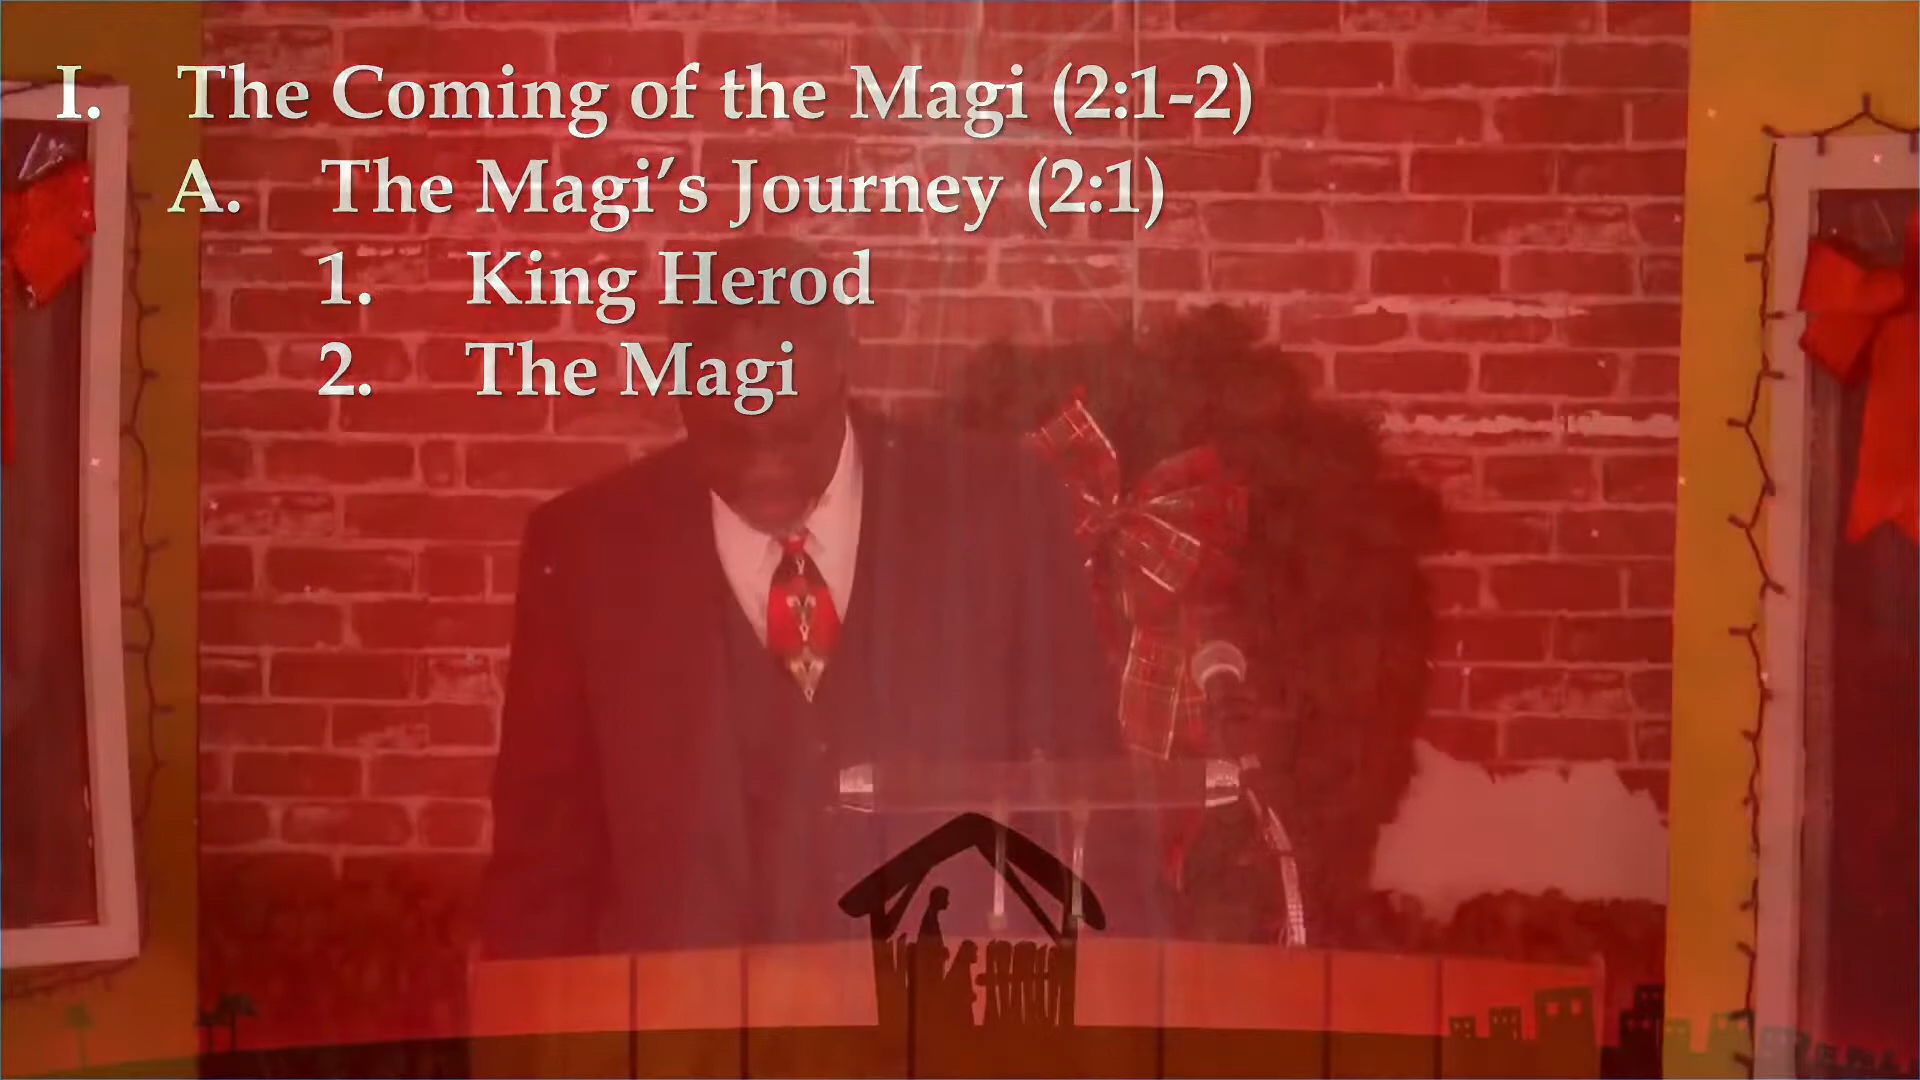 I. The Coming of the Magi (2:1-2)
A. The Magi’s Journey (2:1)
1. King Herod
2. The Magi